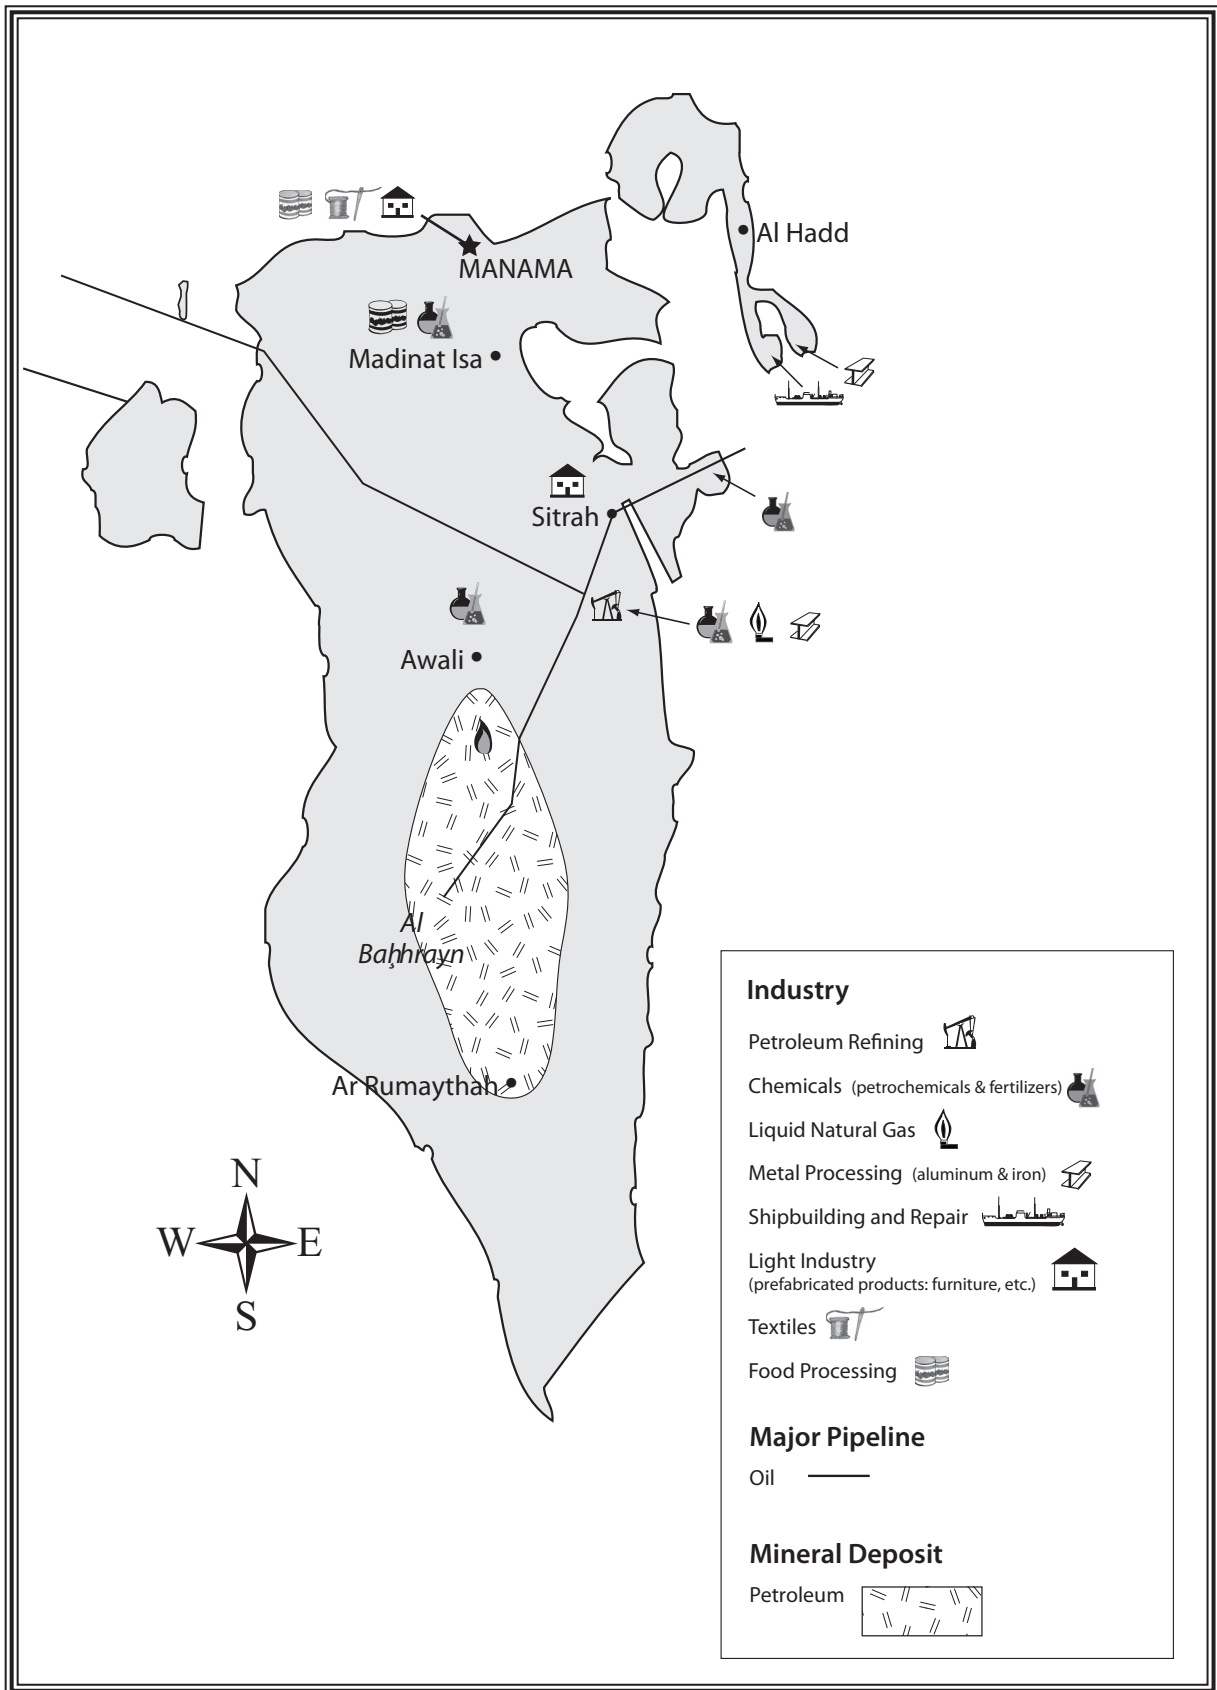 Al Hadd
MANAMA
Madinat Isa
Sitrah
Awali
Al
Baḩhrayn
Ar Rumaythah
N
W E
S
Industry
Petroleum Refining
Chemicals (petrochemicals & fertilizers)
Liquid Natural Gas
Metal Processing (aluminum & iron)
Shipbuilding and Repair
Light Industry
(prefabricated products: furniture, etc.)
Textiles
Food Processing
Major Pipeline
Oil
Mineral Deposit
Petroleum